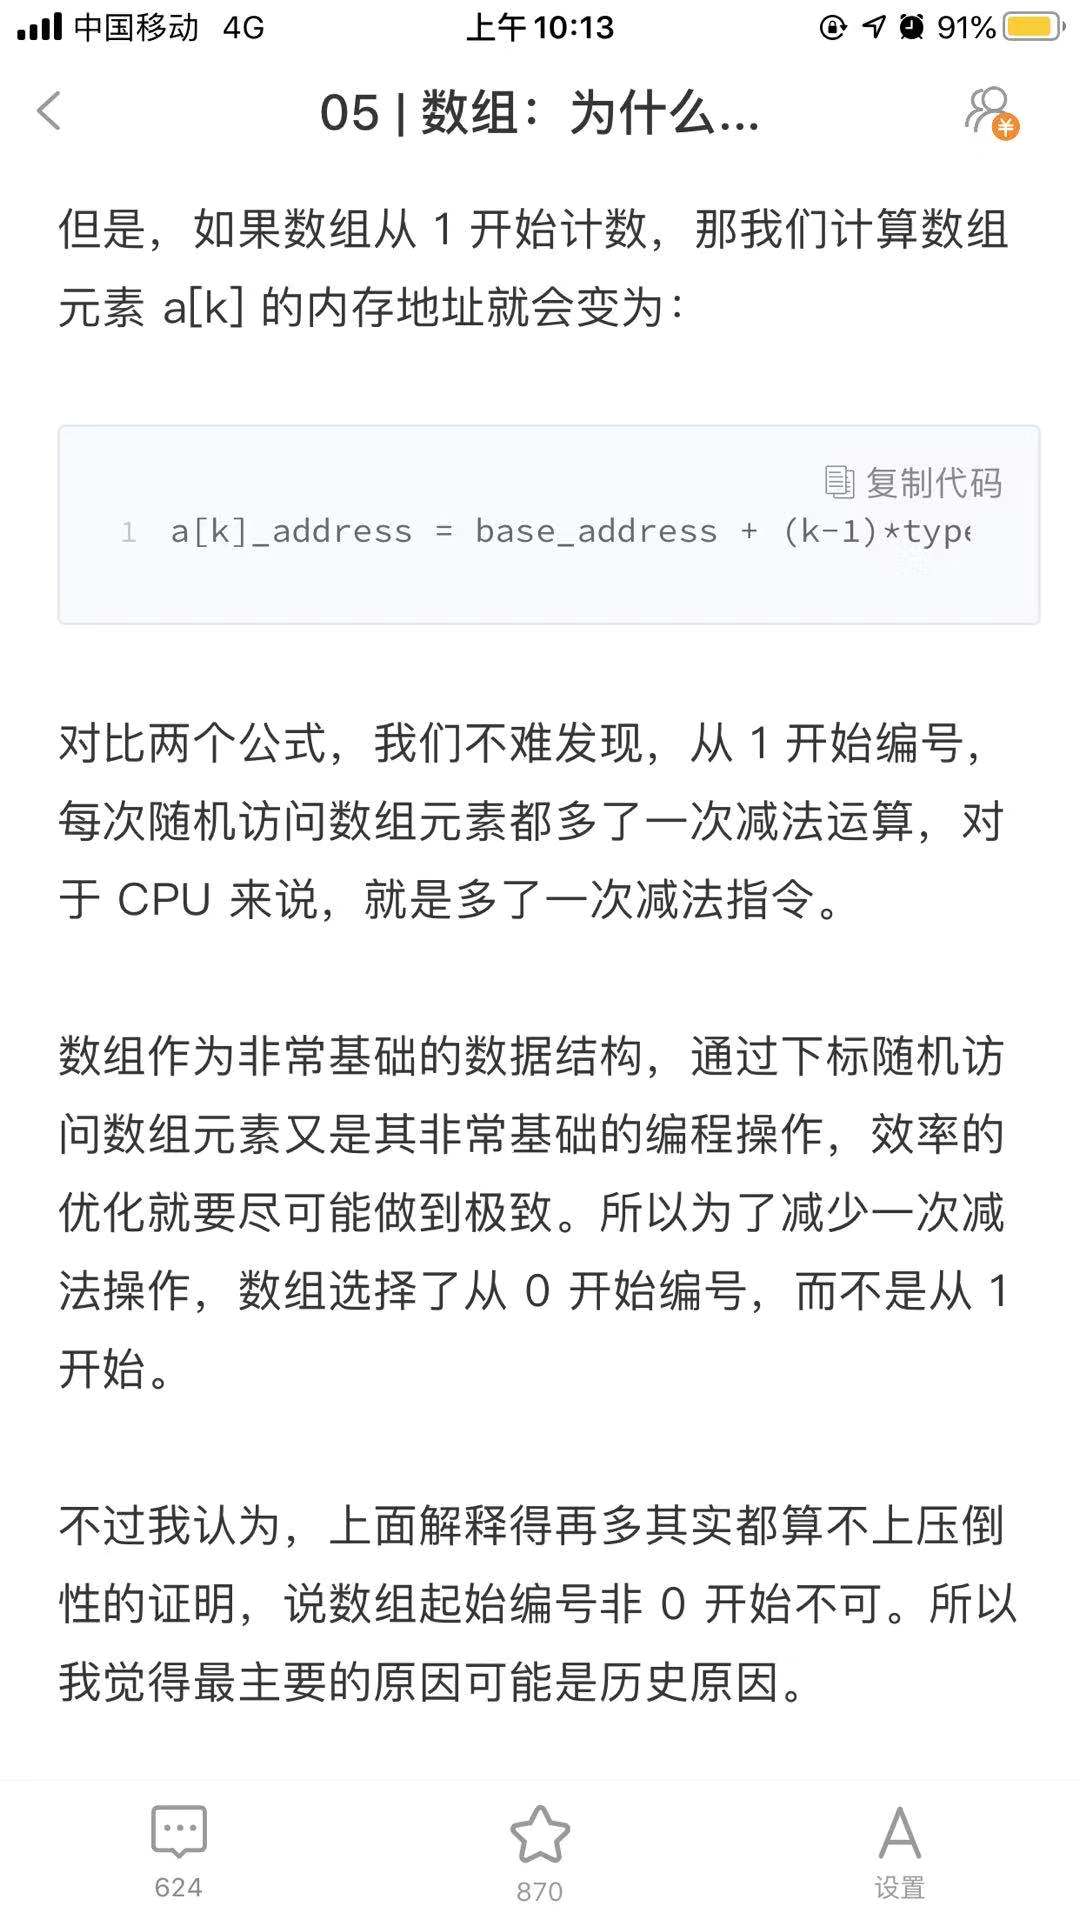 中国移动 4G 上午10:13 91%
05 | 数组：为什么...
¥
但是，如果数组从 1 开始计数，那我们计算数组
元素 a[k] 的内存地址就会变为：
复制代码
1 a[k]_address = base_address + (k-1)*type
对比两个公式，我们不难发现，从 1 开始编号，
每次随机访问数组元素都多了一次减法运算，对
于 CPU 来说，就是多了一次减法指令。
数组作为非常基础的数据结构，通过下标随机访
问数组元素又是其非常基础的编程操作，效率的
优化就要尽可能做到极致。所以为了减少一次减
法操作，数组选择了从 0 开始编号，而不是从 1
开始。
不过我认为，上面解释得再多其实都算不上压倒
性的证明，说数组起始编号非 0 开始不可。所以
我觉得最主要的原因可能是历史原因。
624
870
设置